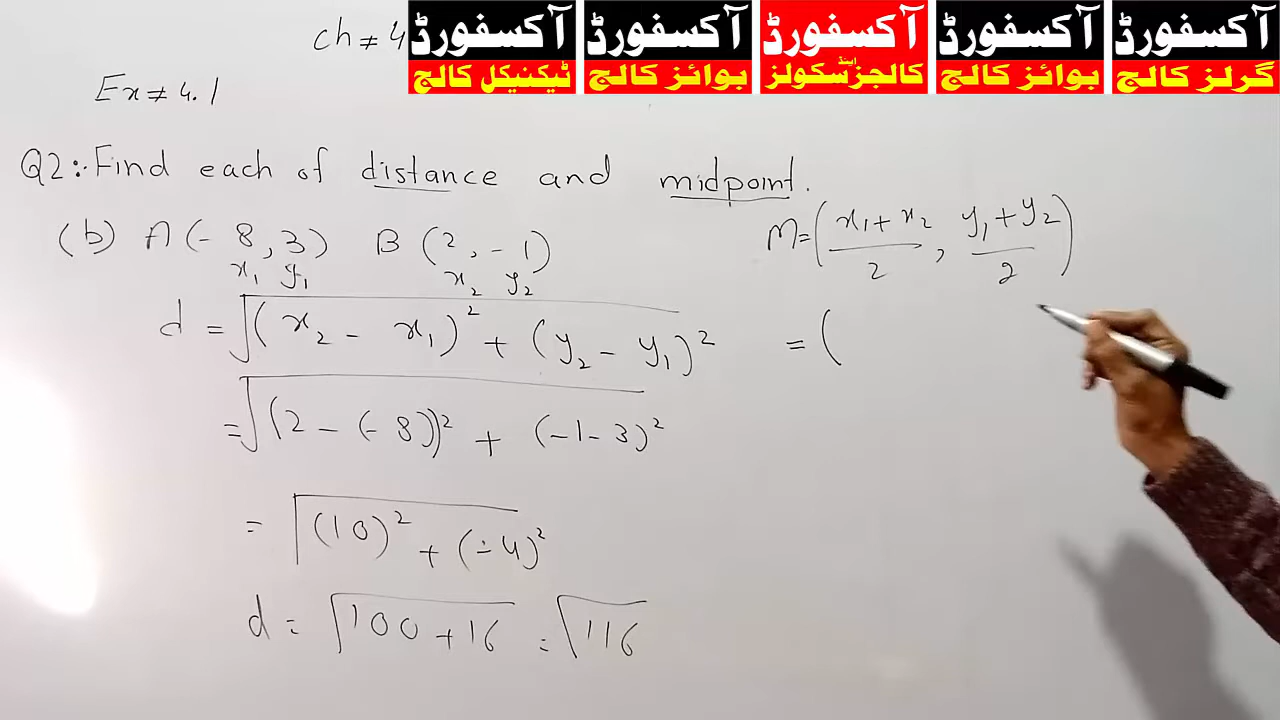 ch # 4
آکسفورڈ ٹیکنیکل کالج
آکسفورڈ بوائز کالج
آکسفورڈ اینڈ کالجز سکولز
آکسفورڈ بوائز کالج
آکسفورڈ گرلز کالج
Ex # 4.1
Q2:- Find each of distance and midpoint.
(b) A(-8,3) B(2,-1)
x₁ y₁ x₂ y₂
M=(x₁+x₂/2, y₁+y₂/2)
d = √(x₂ - x₁)² + (y₂ - y₁)²
= (
= √(2-(-8))² + (-1-3)²
= √(10)² + (-4)²
d = √100+16 = √116